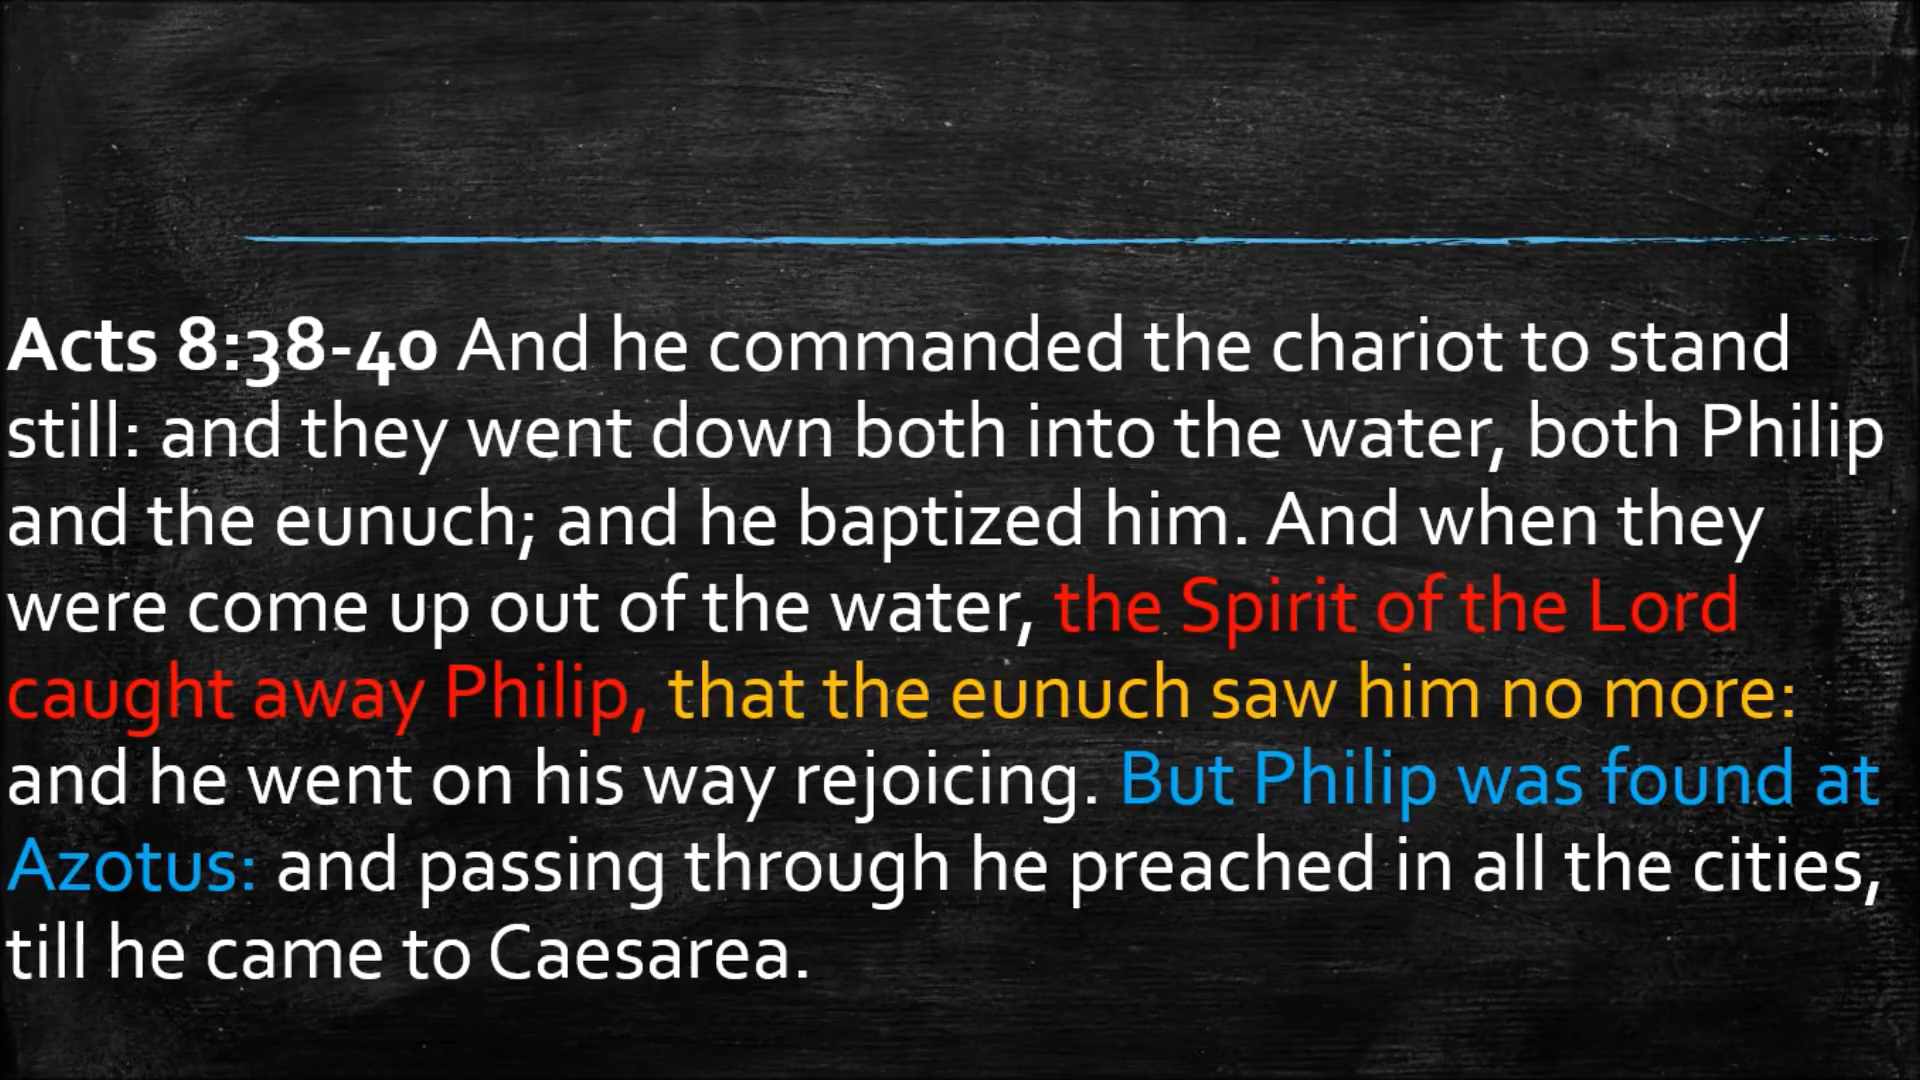 Acts 8:38-40 And he commanded the chariot to stand
still: and they went down both into the water, both Philip
and the eunuch; and he baptized him. And when they
were come up out of the water, the Spirit of the Lord
caught away Philip, that the eunuch saw him no more:
and he went on his way rejoicing. But Philip was found at
Azotus: and passing through he preached in all the cities,
till he came to Caesarea.